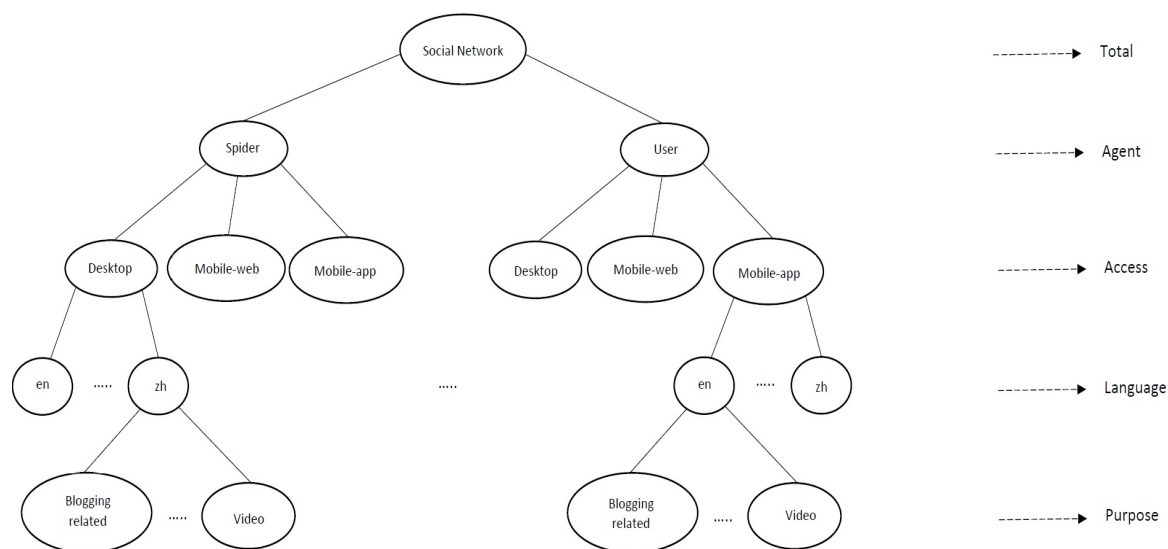 Social Network
Total
Spider
User
Agent
Desktop
Mobile-web
Mobile-app
Desktop
Mobile-web
Mobile-app
Access
en
.....
zh
.....
en
.....
zh
Language
Blogging
related
.....
Video
Blogging
related
.....
Video
Purpose